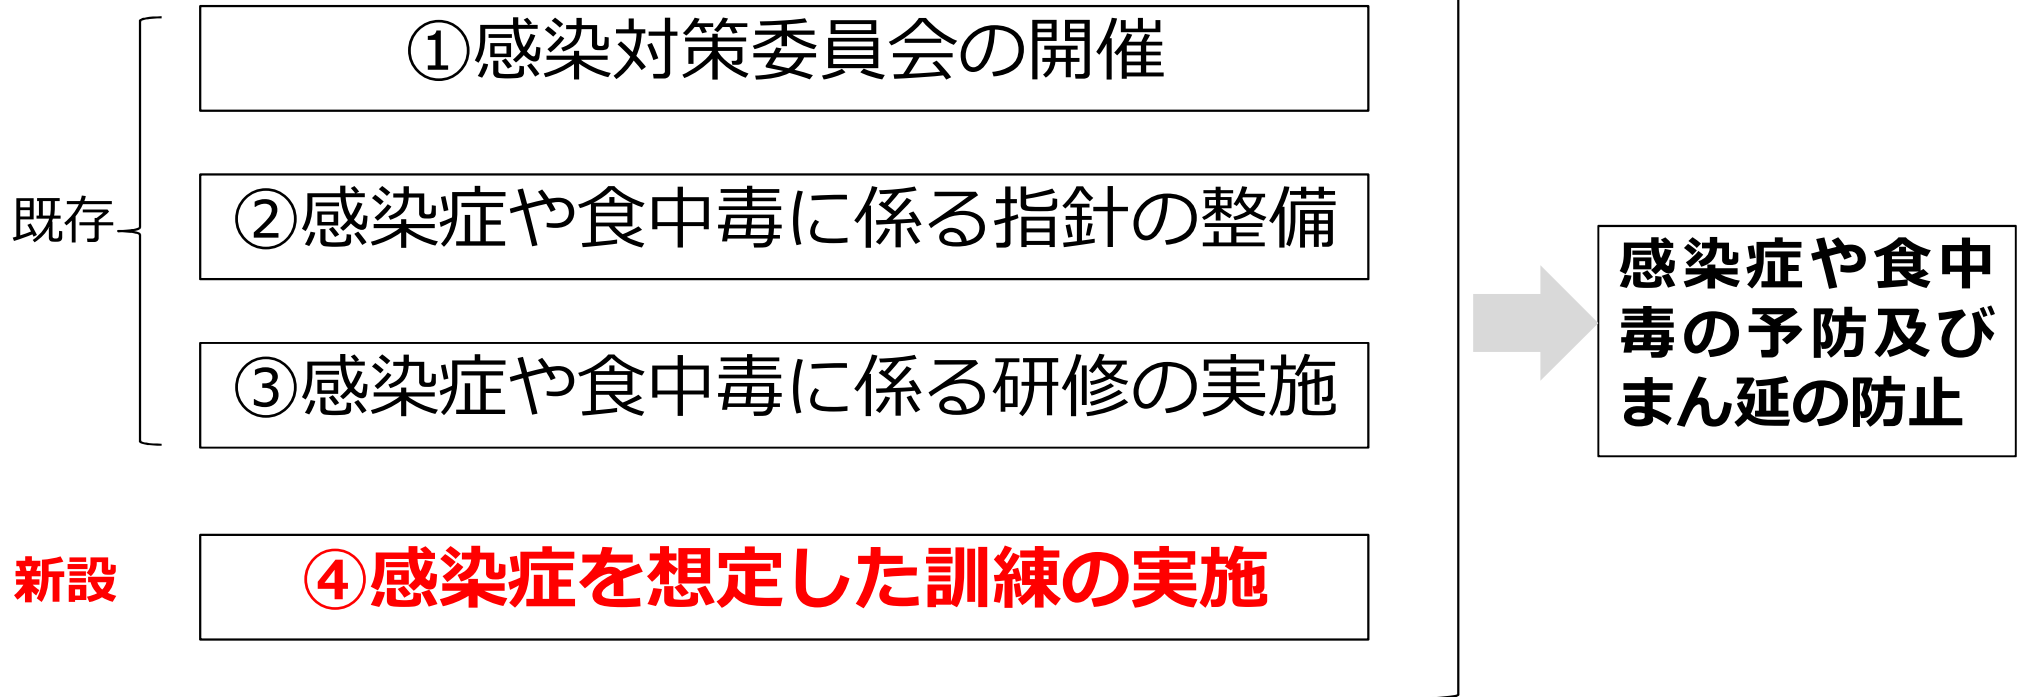 ①感染対策委員会の開催
既存
②感染症や食中毒に係る指針の整備
③感染症や食中毒に係る研修の実施
新設
④感染症を想定した訓練の実施
感染症や食中
毒の予防及び
まん延の防止